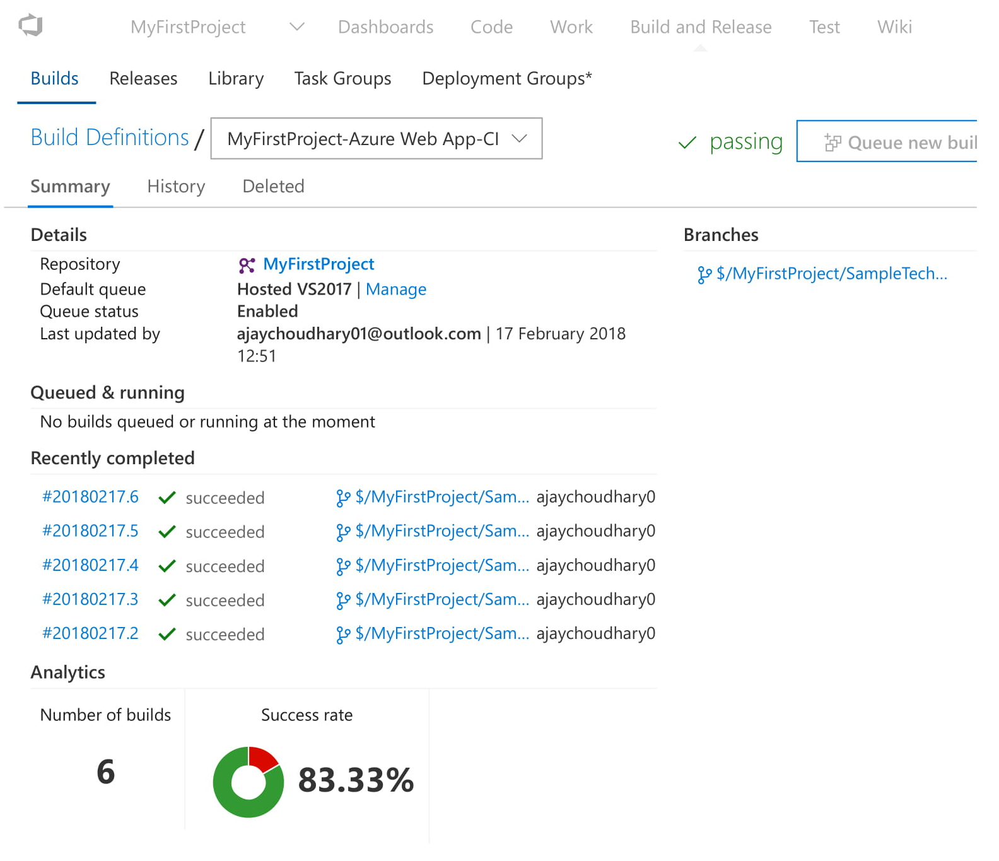 MyFirstProject Dashboards Code Work Build and Release Test Wiki
Builds Releases Library Task Groups Deployment Groups*
Build Definitions / MyFirstProject-Azure Web App-CI passing Queue new buil
Summary History Deleted
Details
Repository MyFirstProject
Default queue Hosted VS2017 | Manage
Queue status Enabled
Last updated by ajaychoudhary01@outlook.com | 17 February 2018
12:51
Branches
$/MyFirstProject/SampleTech...
Queued & running
No builds queued or running at the moment
Recently completed
#20180217.6 succeeded $/MyFirstProject/Sam... ajaychoudhary0
#20180217.5 succeeded $/MyFirstProject/Sam... ajaychoudhary0
#20180217.4 succeeded $/MyFirstProject/Sam... ajaychoudhary0
#20180217.3 succeeded $/MyFirstProject/Sam... ajaychoudhary0
#20180217.2 succeeded $/MyFirstProject/Sam... ajaychoudhary0
Analytics
Number of builds Success rate
6 83.33%